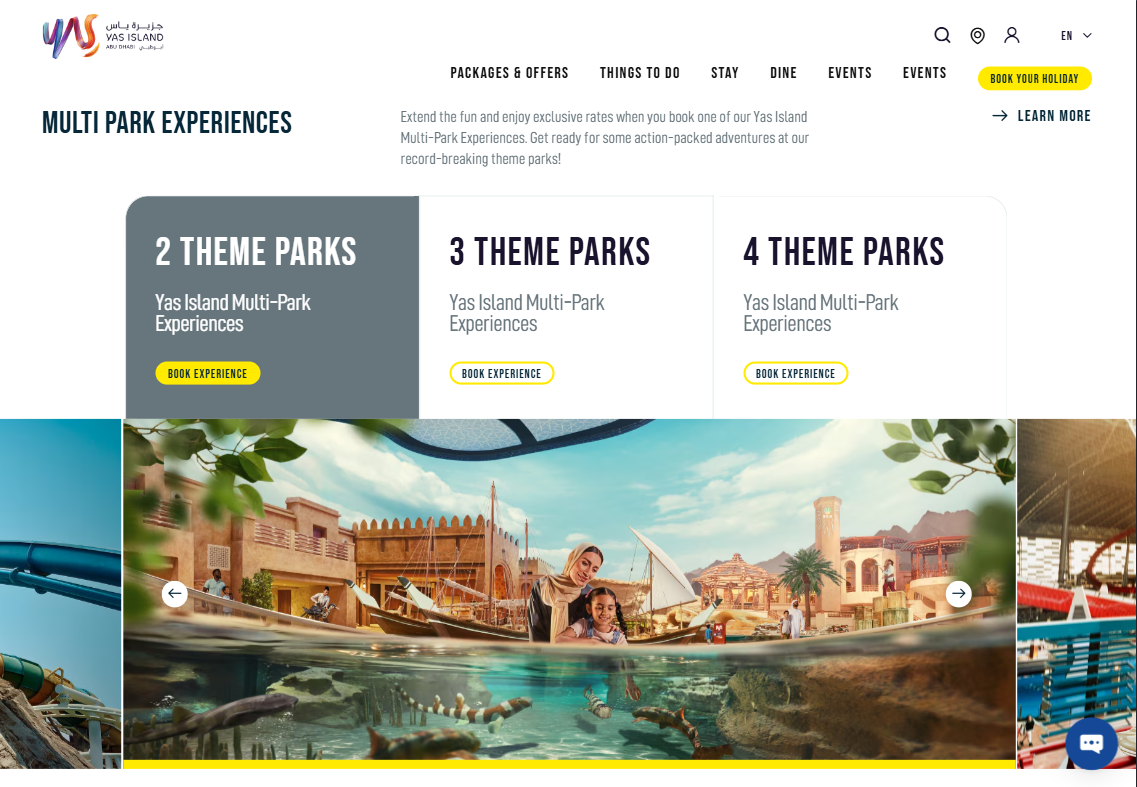 جزيرة ياس
YAS ISLAND
ABU DHABI أبوظبي
EN
PACKAGES & OFFERS
THINGS TO DO
STAY
DINE
EVENTS
EVENTS
BOOK YOUR HOLIDAY
MULTI PARK EXPERIENCES
Extend the fun and enjoy exclusive rates when you book one of our Yas Island
Multi-Park Experiences. Get ready for some action-packed adventures at our
record-breaking theme parks!
LEARN MORE
2 THEME PARKS
Yas Island Multi-Park
Experiences
BOOK EXPERIENCE
3 THEME PARKS
Yas Island Multi-Park
Experiences
BOOK EXPERIENCE
4 THEME PARKS
Yas Island Multi-Park
Experiences
BOOK EXPERIENCE